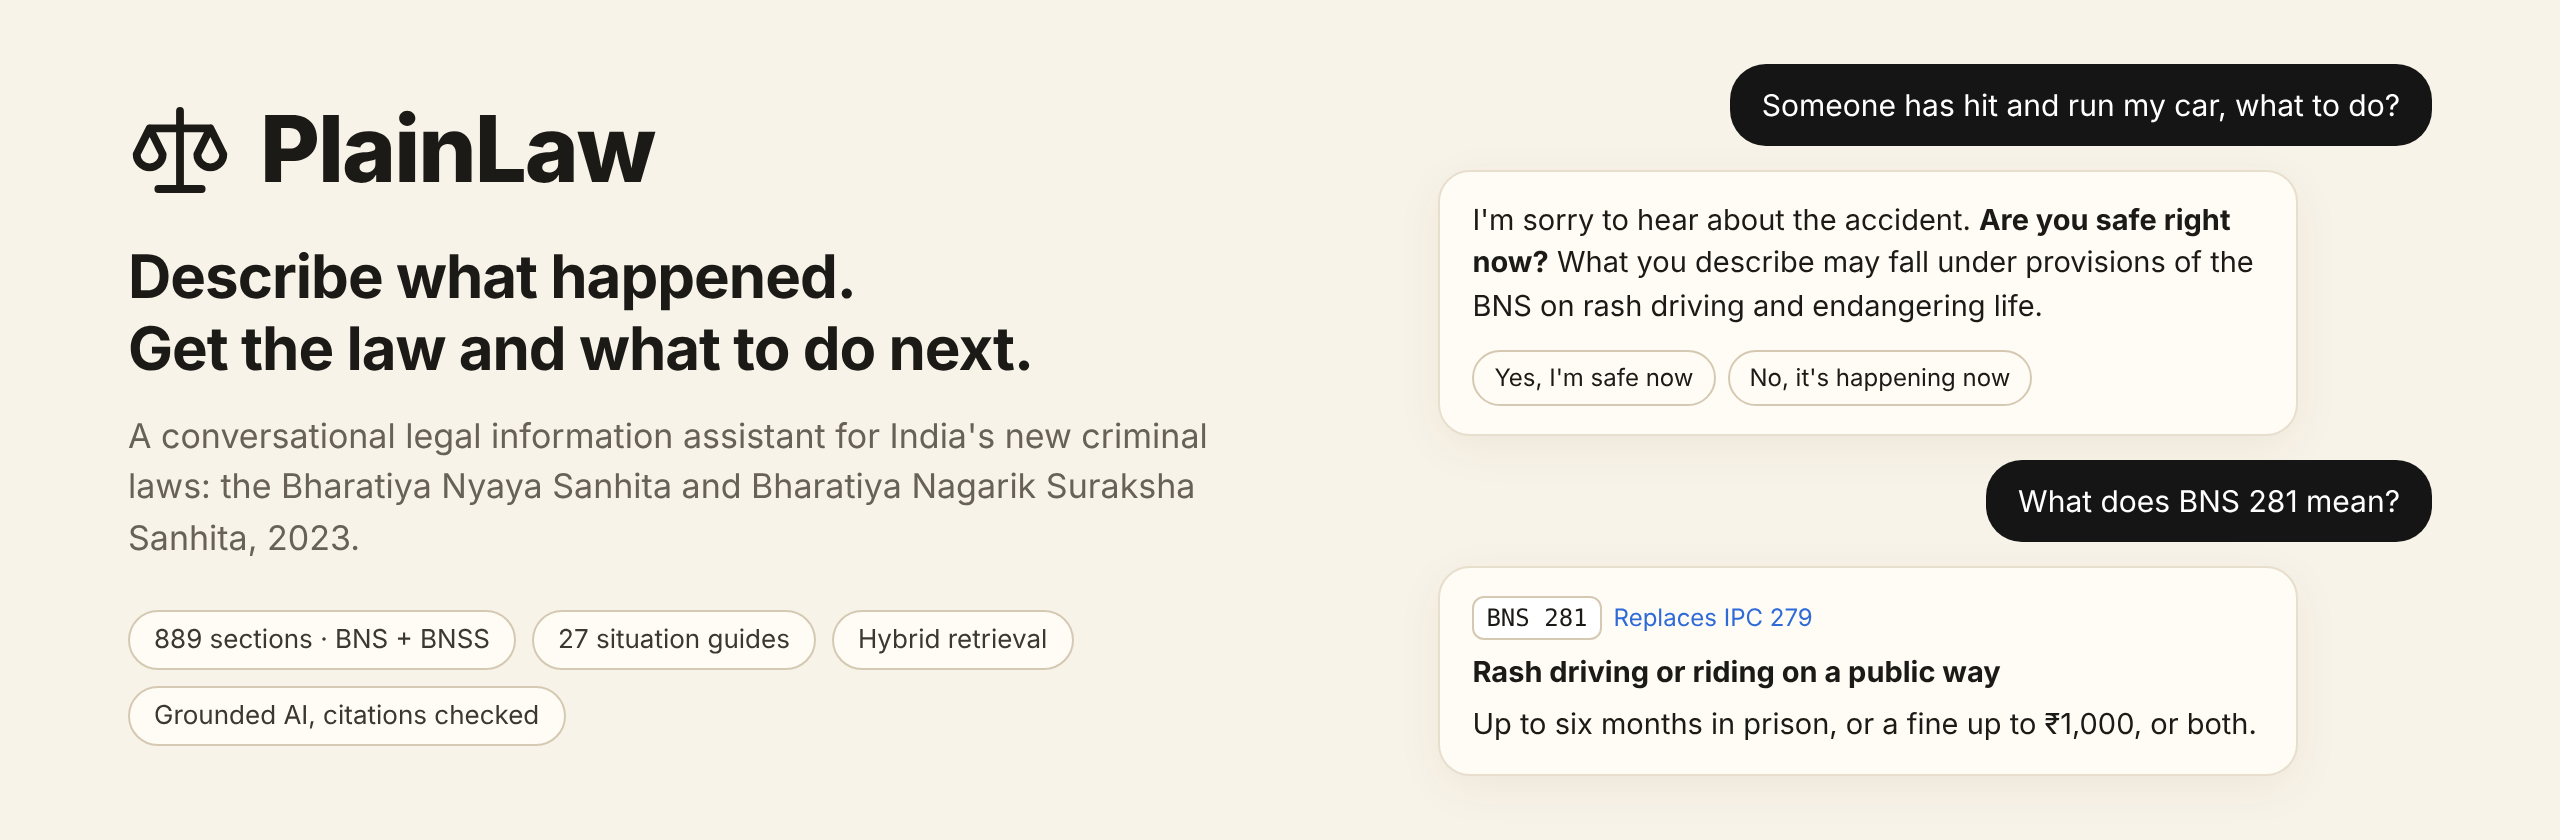 PlainLaw
Describe what happened.
Get the law and what to do next.
A conversational legal information assistant for India's new criminal
laws: the Bharatiya Nyaya Sanhita and Bharatiya Nagarik Suraksha
Sanhita, 2023.
889 sections · BNS + BNSS
27 situation guides
Hybrid retrieval
Grounded AI, citations checked
Someone has hit and run my car, what to do?
I'm sorry to hear about the accident. Are you safe right
now? What you describe may fall under provisions of the
BNS on rash driving and endangering life.
Yes, I'm safe now
No, it's happening now
What does BNS 281 mean?
BNS 281 Replaces IPC 279
Rash driving or riding on a public way
Up to six months in prison, or a fine up to ₹1,000, or both.